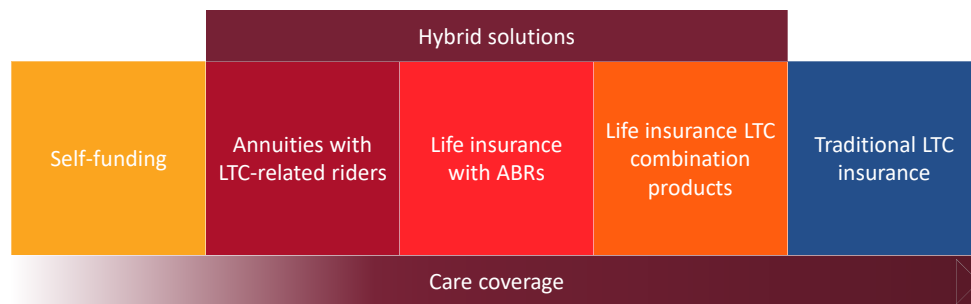 Hybrid solutions
Self-funding
Annuities with
LTC-related riders
Life insurance
with ABRs
Life insurance LTC
combination
products
Traditional LTC
insurance
Care coverage